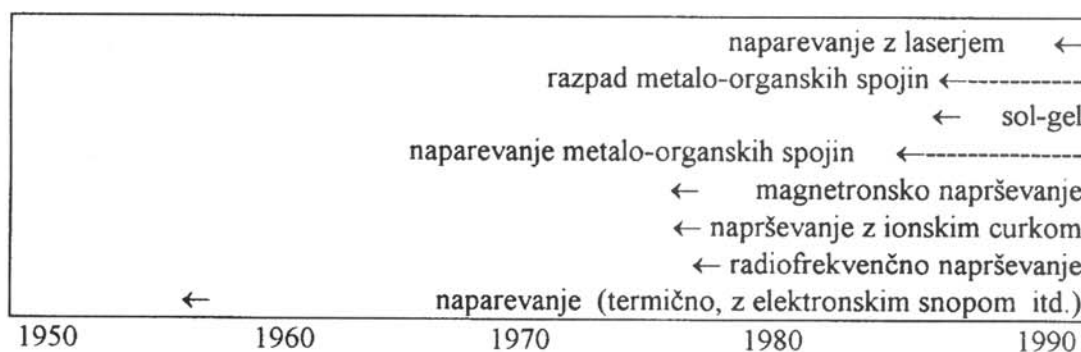 naparevanje z laserjem ←
razpad metalo-organskih spojin ←-----------
← sol-gel
naparevanje metalo-organskih spojin ←--------------
← magnetronsko naprševanje
← naprševanje z ionskim curkom
← radiofrekvenčno naprševanje
← naparevanje (termično, z elektronskim snopom itd.)
1950 1960 1970 1980 1990